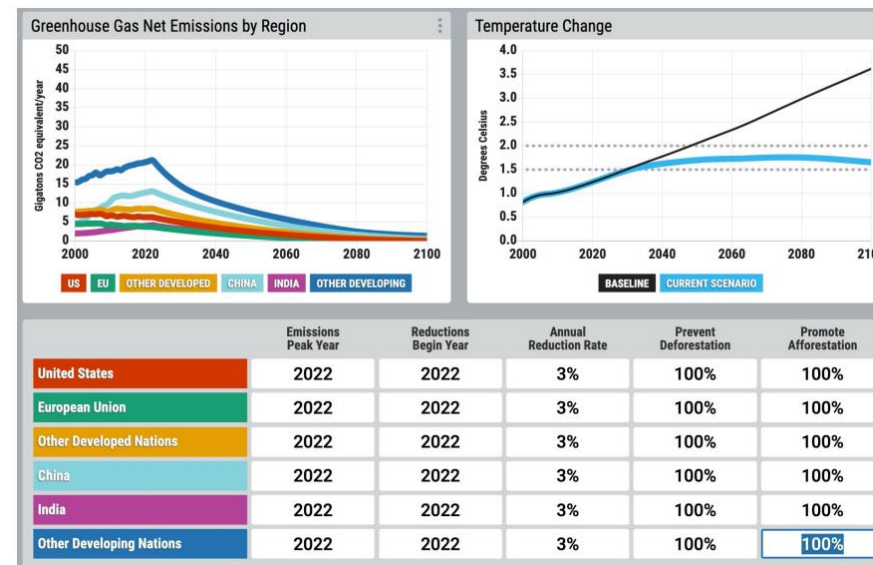 Greenhouse Gas Net Emissions by Region
Gigatons CO2 equivalent/year
50
45
40
35
30
25
20
15
10
5
0
2000 2020 2040 2060 2080 2100
US EU OTHER DEVELOPED CHINA INDIA OTHER DEVELOPING
Temperature Change
Degrees Celsius
4.0
3.5
3.0
2.5
2.0
1.5
1.0
0.5
0.0
2000 2020 2040 2060 2080 210
BASELINE CURRENT SCENARIO
Emissions Peak Year
Reductions Begin Year
Annual Reduction Rate
Prevent Deforestation
Promote Afforestation
United States 2022 2022 3% 100% 100%
European Union 2022 2022 3% 100% 100%
Other Developed Nations 2022 2022 3% 100% 100%
China 2022 2022 3% 100% 100%
India 2022 2022 3% 100% 100%
Other Developing Nations 2022 2022 3% 100% 100%